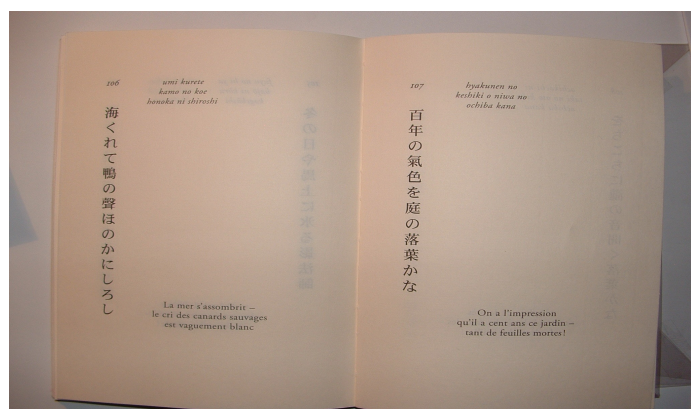 106
umi kurete
kamo no koe
honoka ni shiroshi
海くれて鴨の聲ほのかにしろし
La mer s'assombrit –
le cri des canards sauvages
est vaguement blanc
107
hyakunen no
keshiki o niwa no
ochiba kana
百年の氣色を庭の落葉かな
On a l'impression
qu'il a cent ans ce jardin –
tant de feuilles mortes!